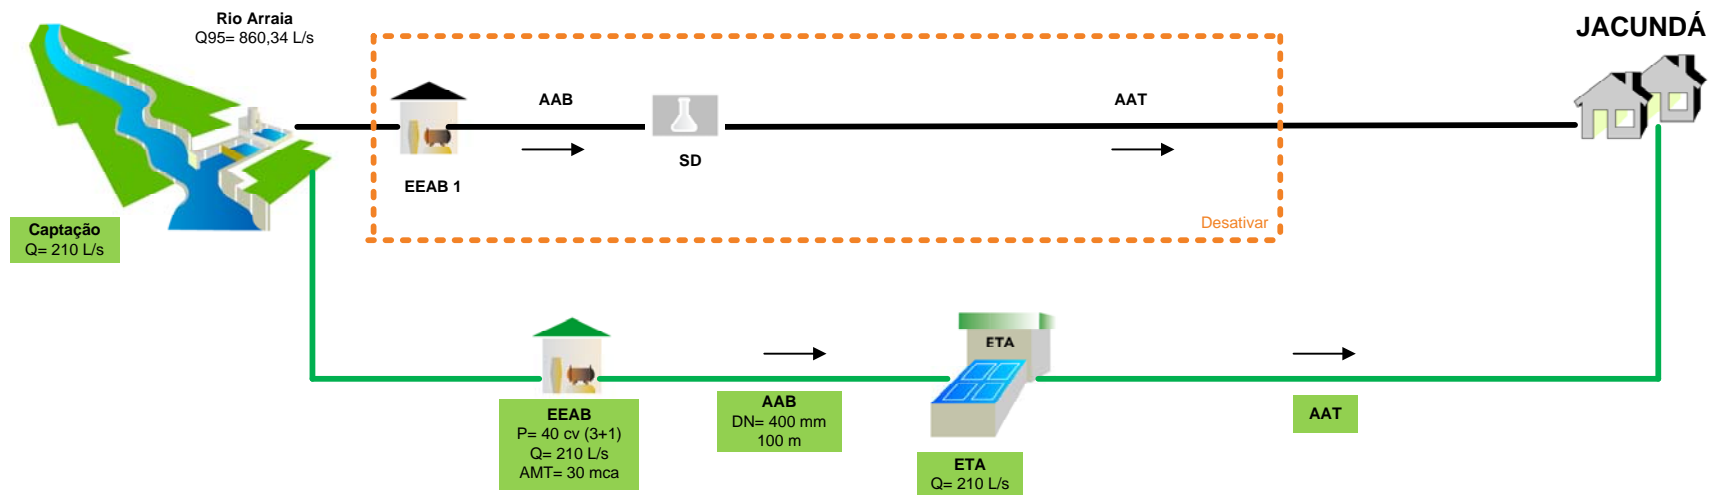 Rio Arraia
Q95= 860,34 L/s
JACUNDÁ
AAB
AAT
SD
EEAB 1
Desativar
Captação
Q= 210 L/s
ETA
EEAB
P= 40 cv (3+1)
Q= 210 L/s
AMT= 30 mca
AAB
DN= 400 mm
100 m
AAT
ETA
Q= 210 L/s